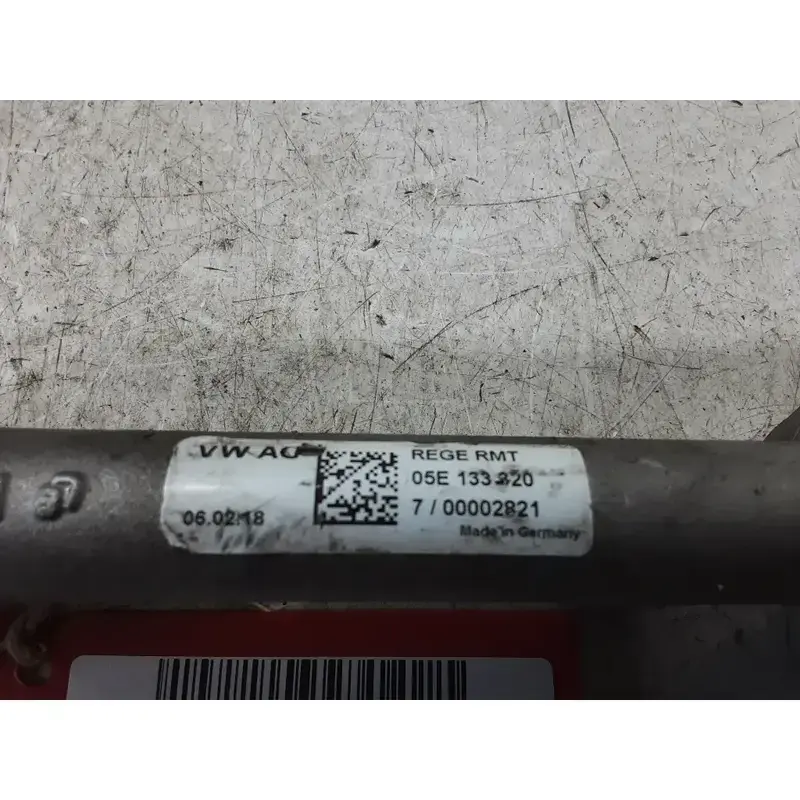 VW AG
REGE RMT
05E 133 320
06.02.18
7 / 00002821
Made in Germany